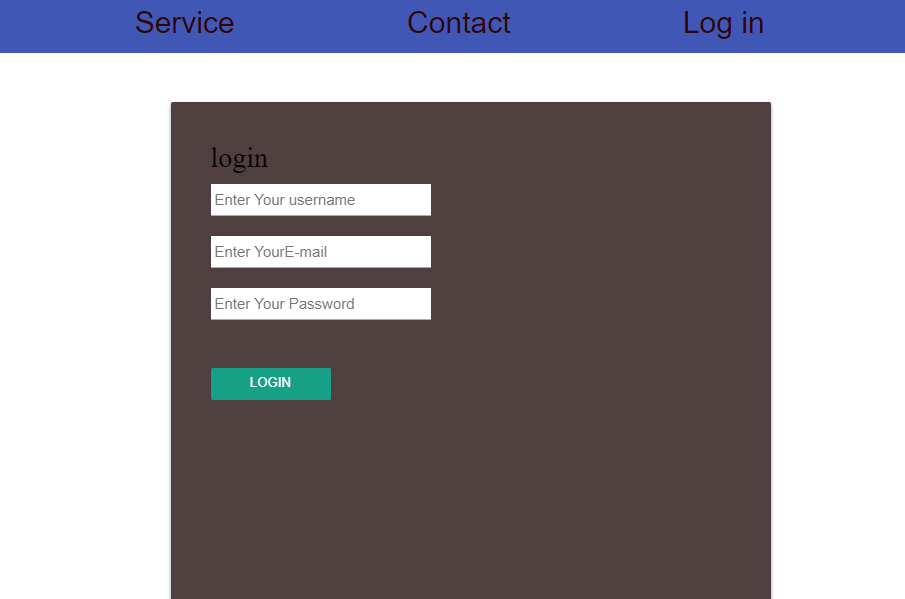 Service Contact Log in
login
Enter Your username
Enter YourE-mail
Enter Your Password
LOGIN